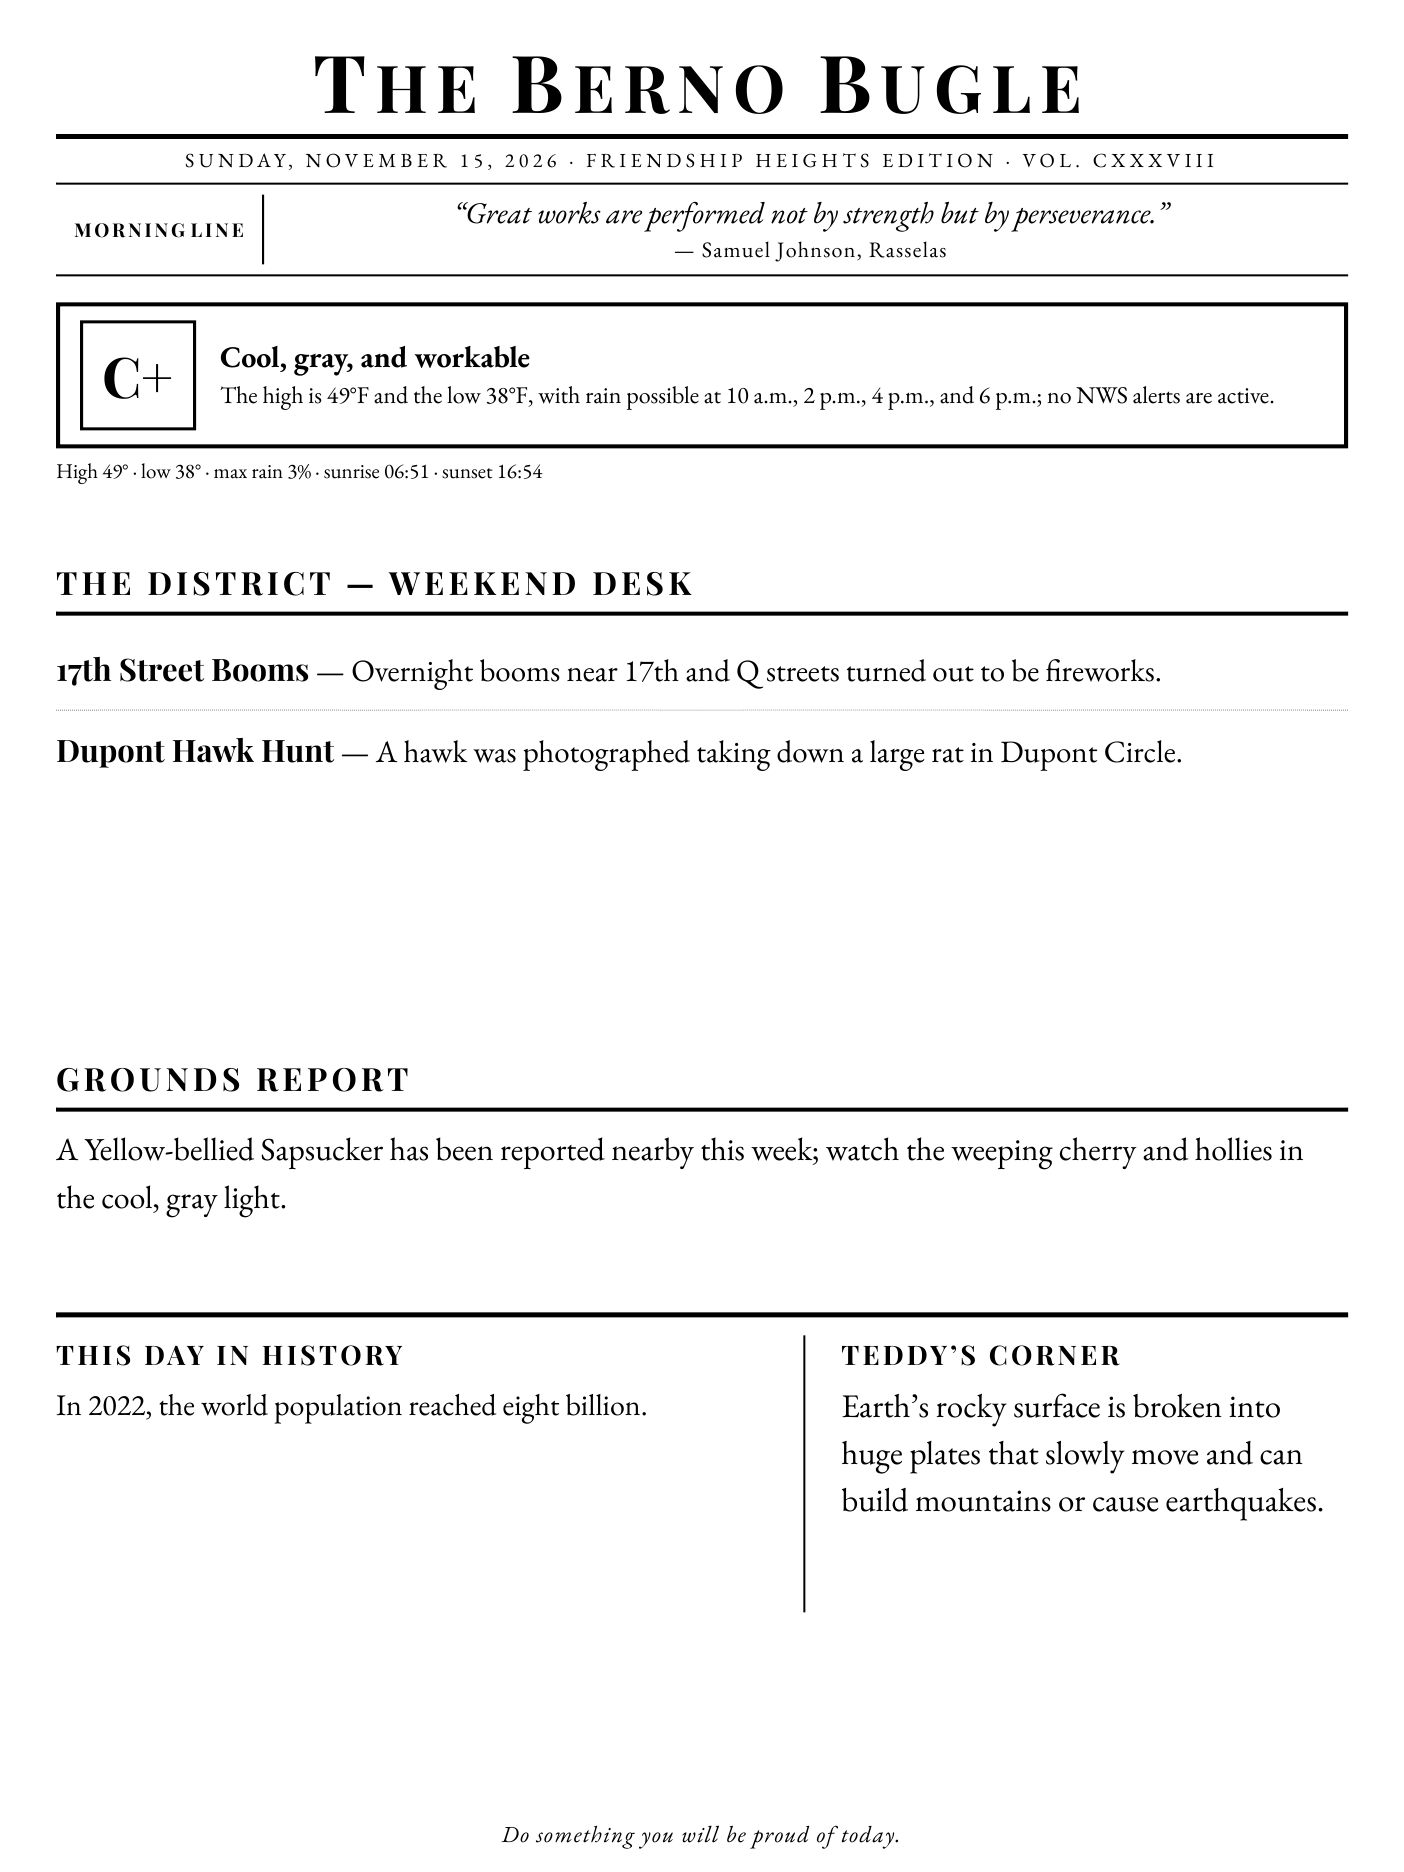 THE BERNO BUGLE
SUNDAY, NOVEMBER 15, 2026 · FRIENDSHIP HEIGHTS EDITION · VOL. CXXXVIII
MORNING LINE
“Great works are performed not by strength but by perseverance.”
— Samuel Johnson, Rasselas
C+
Cool, gray, and workable
The high is 49°F and the low 38°F, with rain possible at 10 a.m., 2 p.m., 4 p.m., and 6 p.m.; no NWS alerts are active.
High 49° · low 38° · max rain 3% · sunrise 06:51 · sunset 16:54
THE DISTRICT — WEEKEND DESK
17th Street Booms — Overnight booms near 17th and Q streets turned out to be fireworks.
Dupont Hawk Hunt — A hawk was photographed taking down a large rat in Dupont Circle.
GROUNDS REPORT
A Yellow-bellied Sapsucker has been reported nearby this week; watch the weeping cherry and hollies in
the cool, gray light.
THIS DAY IN HISTORY
In 2022, the world population reached eight billion.
TEDDY’S CORNER
Earth’s rocky surface is broken into
huge plates that slowly move and can
build mountains or cause earthquakes.
Do something you will be proud of today.